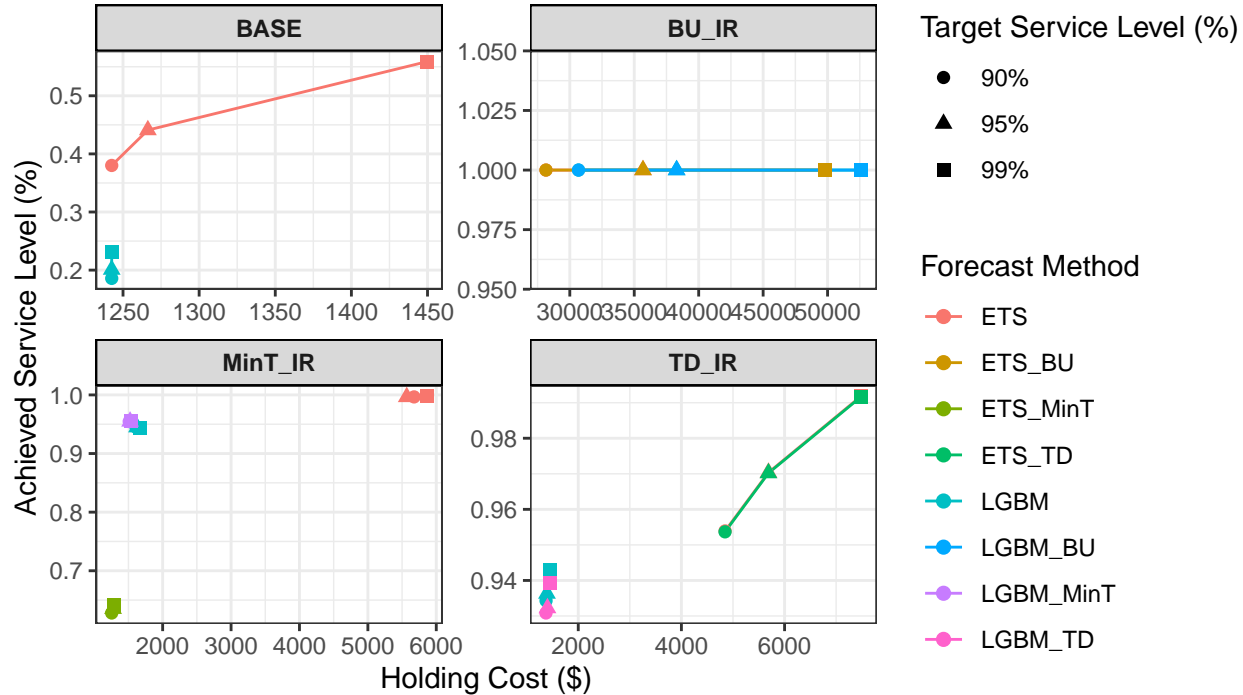 BASE
BU_IR
0.5
0.4
0.3
0.2
1250 1300 1350 1400 1450
1.050
1.025
1.000
0.975
0.950
30000 35000 40000 45000 50000
MinT_IR
TD_IR
1.0
0.9
0.8
0.7
2000 3000 4000 5000 6000
0.98
0.96
0.94
2000 4000 6000
Achieved Service Level (%)
Holding Cost ($)
Target Service Level (%)
90%
95%
99%
Forecast Method
ETS
ETS_BU
ETS_MinT
ETS_TD
LGBM
LGBM_BU
LGBM_MinT
LGBM_TD